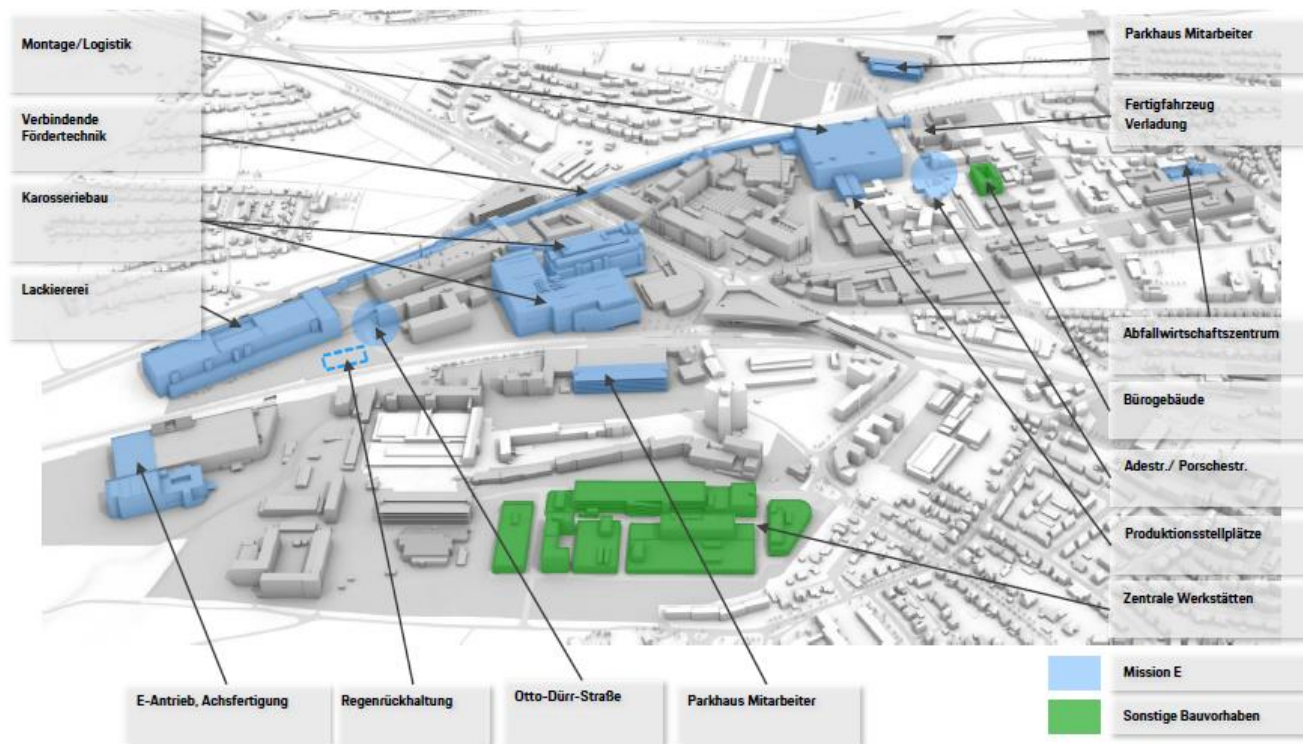 Montage/Logistik
Verbindende
Fördertechnik
Karosseriebau
Lackiererei
Parkhaus Mitarbeiter
Fertigfahrzeug
Verladung
Abfallwirtschaftszentrum
Bürogebäude
Adestr./ Porschestr.
Produktionsstellplätze
Zentrale Werkstätten
E-Antrieb, Achsfertigung
Regenrückhaltung
Otto-Dürr-Straße
Parkhaus Mitarbeiter
Mission E
Sonstige Bauvorhaben